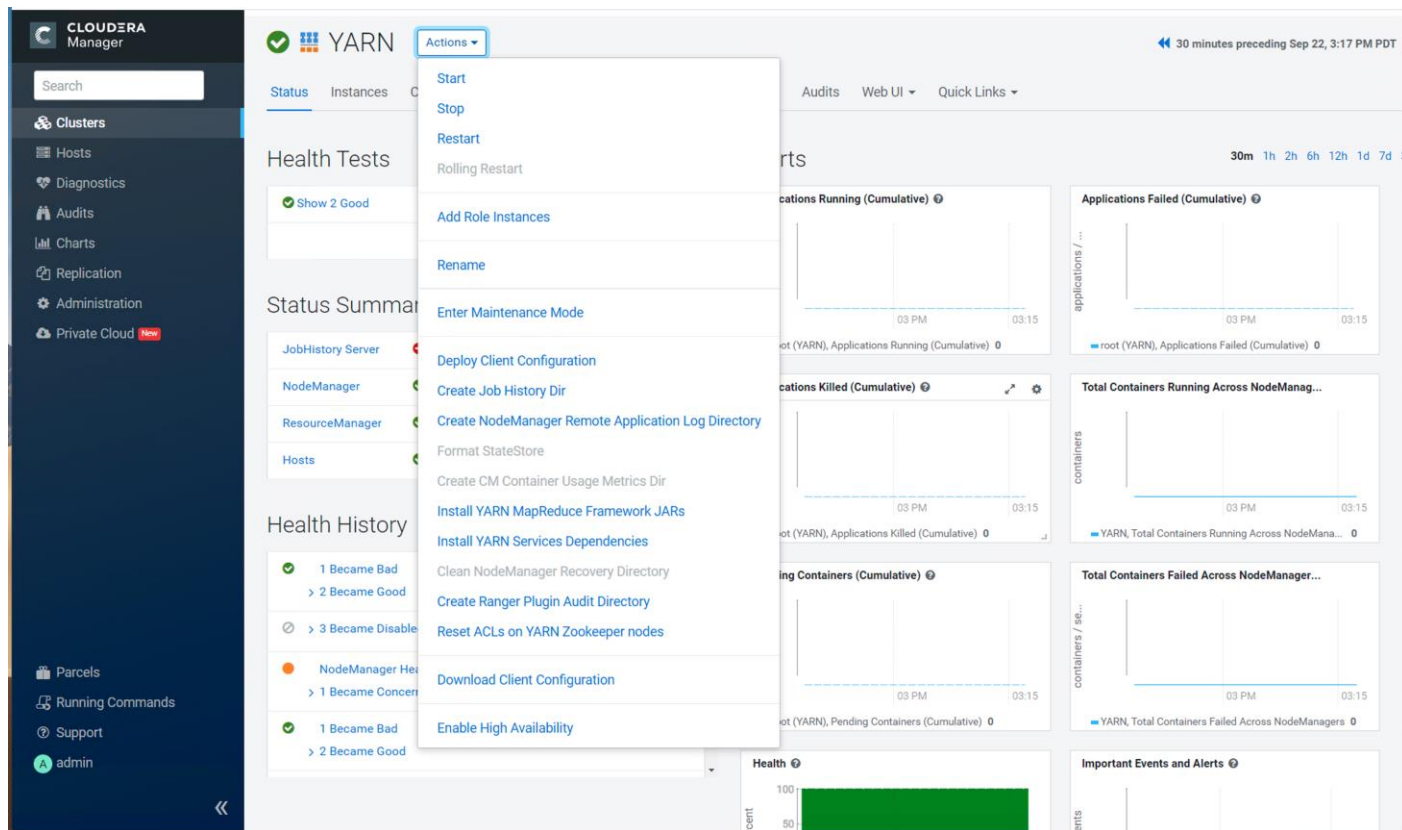 CLOUDERA
Manager
Search
Clusters
Hosts
Diagnostics
Audits
Charts
Replication
Administration
Private Cloud New
Parcels
Running Commands
Support
A admin
YARN Actions
30 minutes preceding Sep 22, 3:17 PM PDT
Status Instances C Audits Web UI Quick Links
Start
Stop
Restart
Rolling Restart
Add Role Instances
Rename
Enter Maintenance Mode
Deploy Client Configuration
Create Job History Dir
Create NodeManager Remote Application Log Directory
Format StateStore
Create CM Container Usage Metrics Dir
Install YARN MapReduce Framework JARs
Install YARN Services Dependencies
Clean NodeManager Recovery Directory
Create Ranger Plugin Audit Directory
Reset ACLs on YARN Zookeeper nodes
Download Client Configuration
Enable High Availability
Health Tests
Show 2 Good
Status Summar
JobHistory Server
NodeManager
ResourceManager
Hosts
Health History
1 Became Bad
> 2 Became Good
> 3 Became Disable
NodeManager Hea
> 1 Became Concern
1 Became Bad
> 2 Became Good
rts
30m 1h 2h 6h 12h 1d 7d
cations Running (Cumulative)
03 PM 03:15
ot (YARN), Applications Running (Cumulative) 0
Applications Failed (Cumulative)
applications / ...
03 PM 03:15
root (YARN), Applications Failed (Cumulative) 0
cations Killed (Cumulative)
03 PM 03:15
ot (YARN), Applications Killed (Cumulative) 0
Total Containers Running Across NodeManag...
containers
03 PM 03:15
YARN, Total Containers Running Across NodeMana... 0
ing Containers (Cumulative)
03 PM 03:15
ot (YARN), Pending Containers (Cumulative) 0
Total Containers Failed Across NodeManager...
containers / se...
03 PM 03:15
YARN, Total Containers Failed Across NodeManagers 0
Health
100
50
cent
Important Events and Alerts
ents